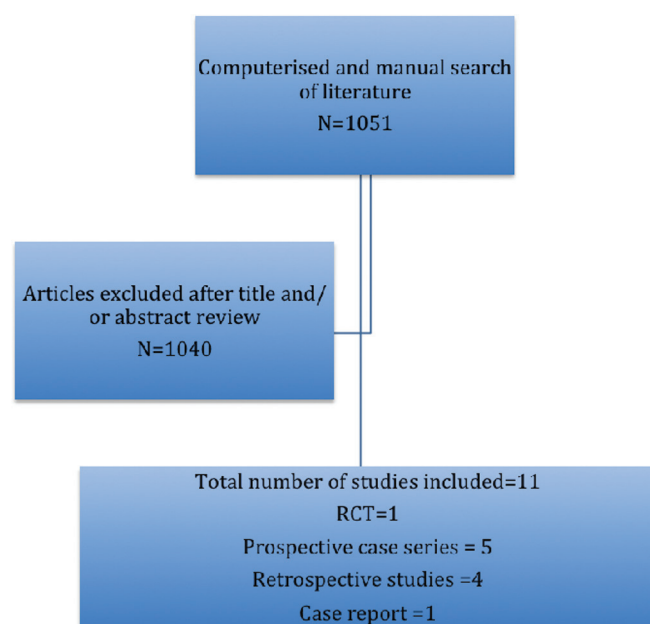 Computerised and manual search
of literature
N=1051
Articles excluded after title and/
or abstract review
N=1040
Total number of studies included=11
RCT=1
Prospective case series = 5
Retrospective studies =4
Case report =1